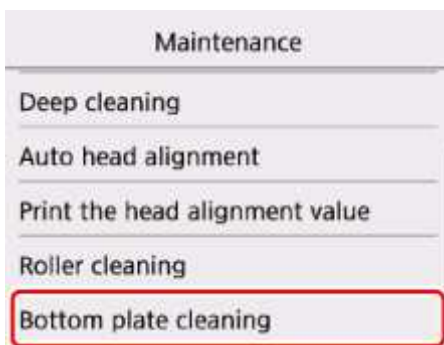 Maintenance
Deep cleaning
Auto head alignment
Print the head alignment value
Roller cleaning
Bottom plate cleaning